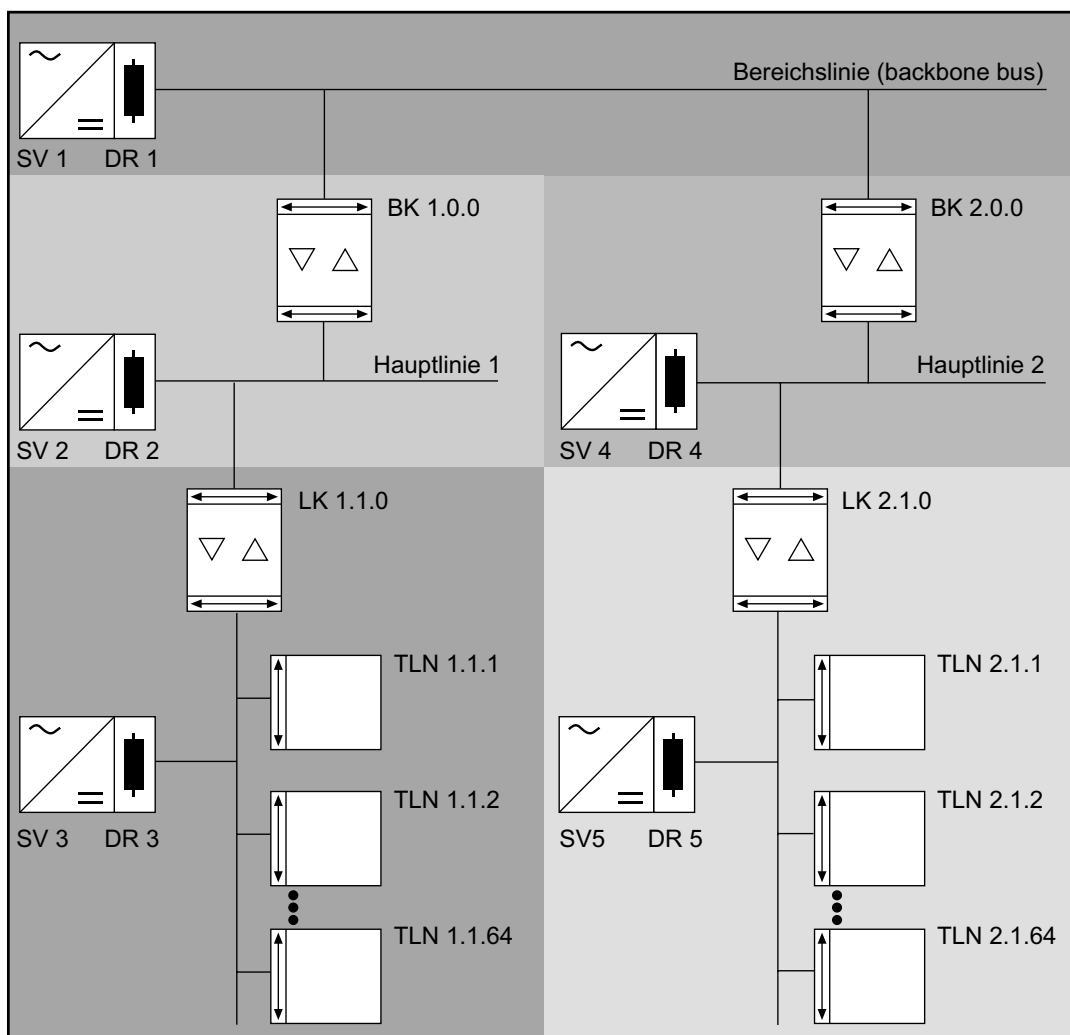 Bereichslinie (backbone bus)
SV 1 DR 1
BK 1.0.0
BK 2.0.0
Hauptlinie 1
Hauptlinie 2
SV 2 DR 2
SV 4 DR 4
LK 1.1.0
LK 2.1.0
TLN 1.1.1
TLN 2.1.1
TLN 1.1.2
TLN 2.1.2
SV 3 DR 3
SV5 DR 5
TLN 1.1.64
TLN 2.1.64